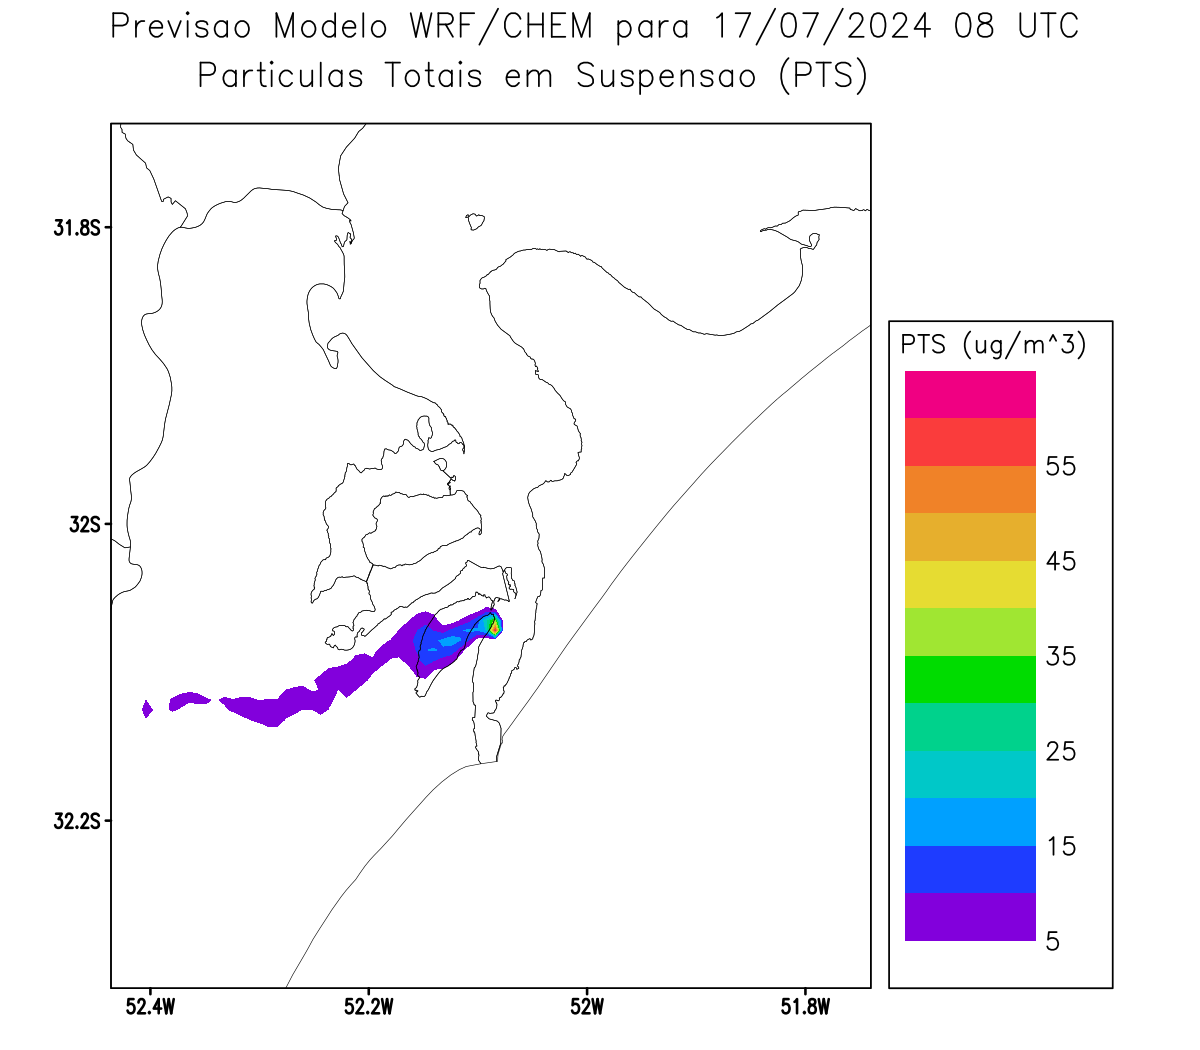 Previsao Modelo WRF/CHEM para 17/07/2024 08 UTC
Particulas Totais em Suspensao (PTS)
31.8S
32S
32.2S
52.4W
52.2W
52W
51.8W
PTS (ug/m^3)
55
45
35
25
15
5